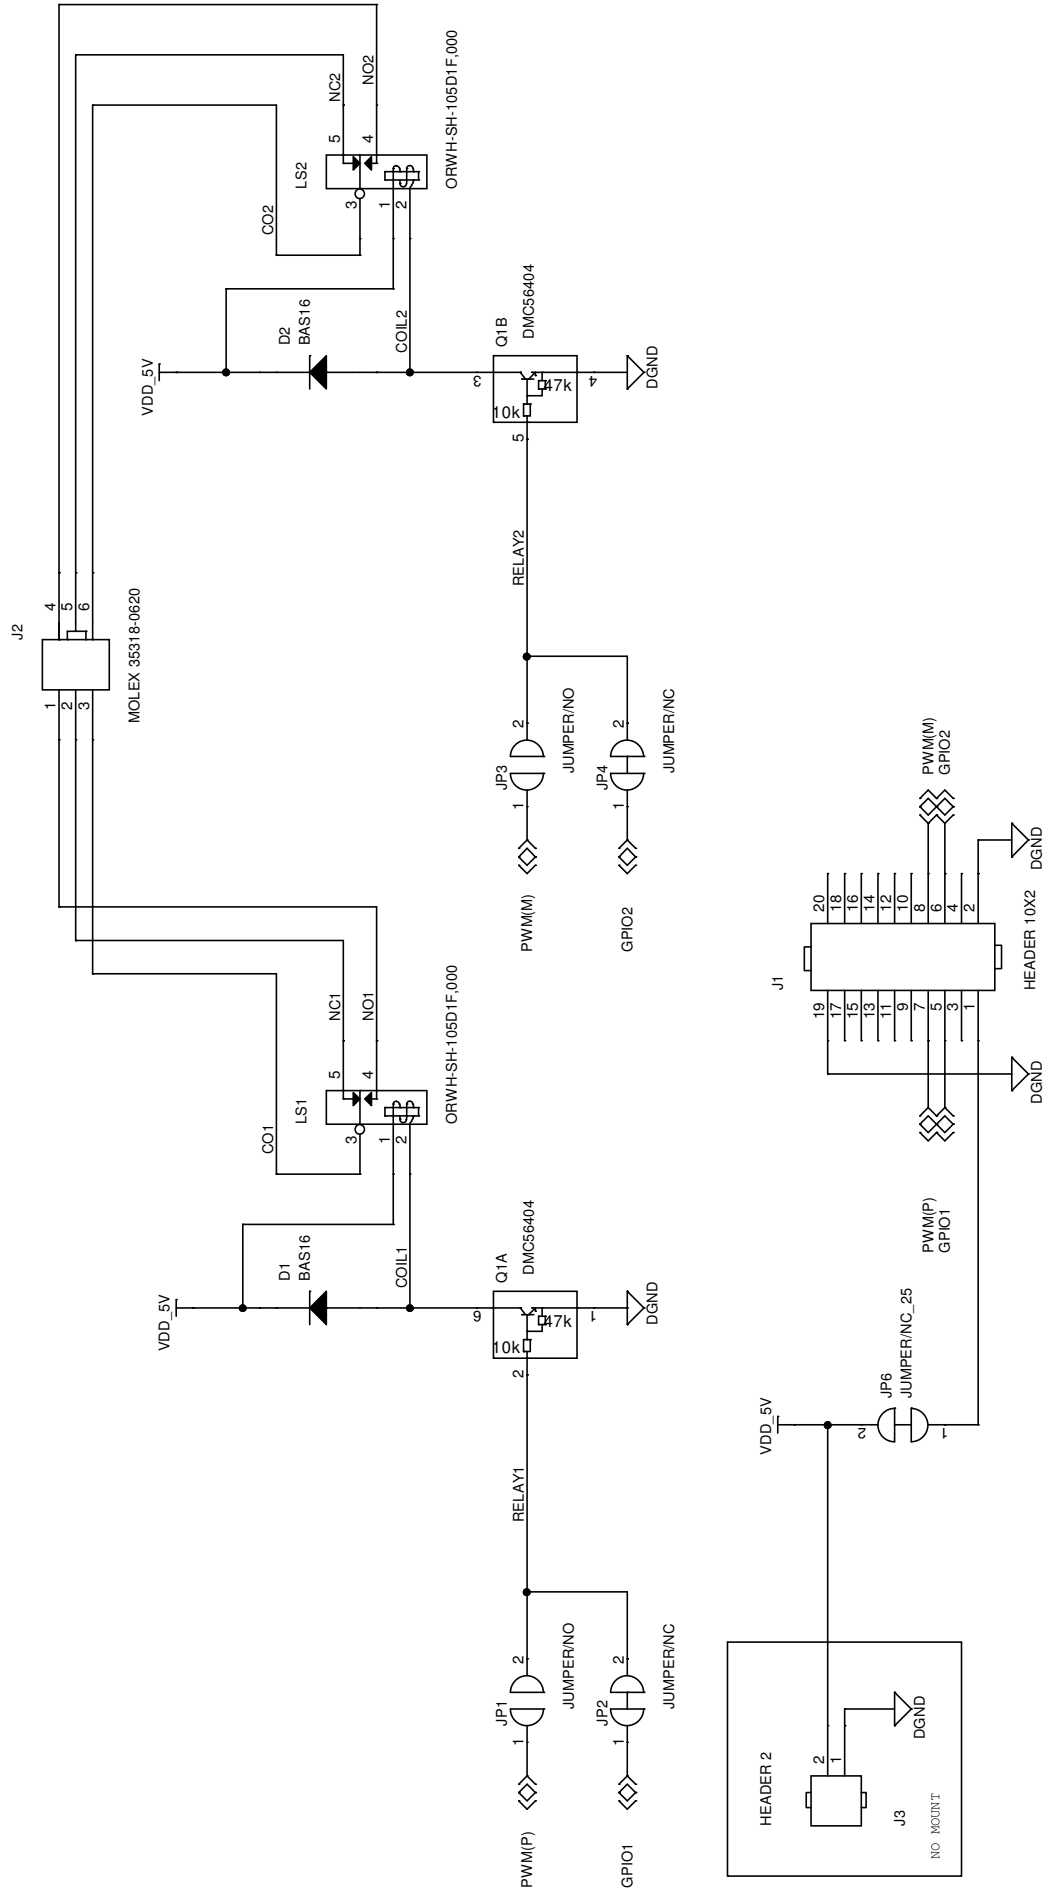 J2
MOLEX 35318-0620
1
2
3
4
5
6
VDD_5V
D1
BAS16
COIL1
CO1
NC1
NO1
LS1
ORWH-SH-105D1F,000
3
1
2
5
4
Q1A
DMC56404
10k
47k
6
2
1
DGND
RELAY1
JP1
JUMPER/NO
1
2
PWM(P)
JP2
JUMPER/NC
1
2
GPIO1
VDD_5V
D2
BAS16
COIL2
CO2
NC2
NO2
LS2
ORWH-SH-105D1F,000
3
1
2
5
4
Q1B
DMC56404
10k
47k
3
5
4
DGND
RELAY2
JP3
JUMPER/NO
1
2
PWM(M)
JP4
JUMPER/NC
1
2
GPIO2
HEADER 2
2
1
J3
NO MOUNT
DGND
VDD_5V
JP6
JUMPER/NC_25
2
1
PWM(P)
GPIO1
J1
HEADER 10X2
19
17
15
13
11
9
7
5
3
1
20
18
16
14
12
10
8
6
4
2
PWM(M)
GPIO2
DGND
DGND